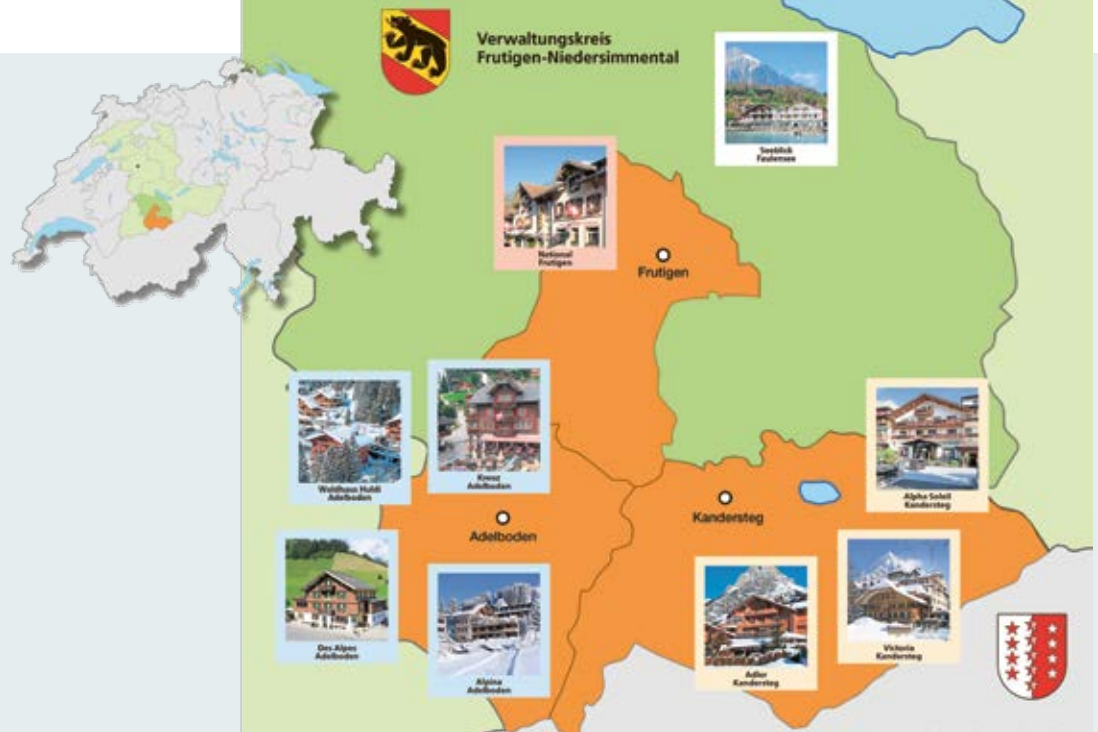 Verwaltungskreis
Frutigen-Niedersimmental
Seeblick
Faulensee
National
Frutigen
Frutigen
Waldhaus Huldi
Adelboden
Kreuz
Adelboden
Alpha Soleil
Kandersteg
Adelboden
Kandersteg
Des Alpes
Adelboden
Alpina
Adelboden
Adler
Kandersteg
Victoria
Kandersteg